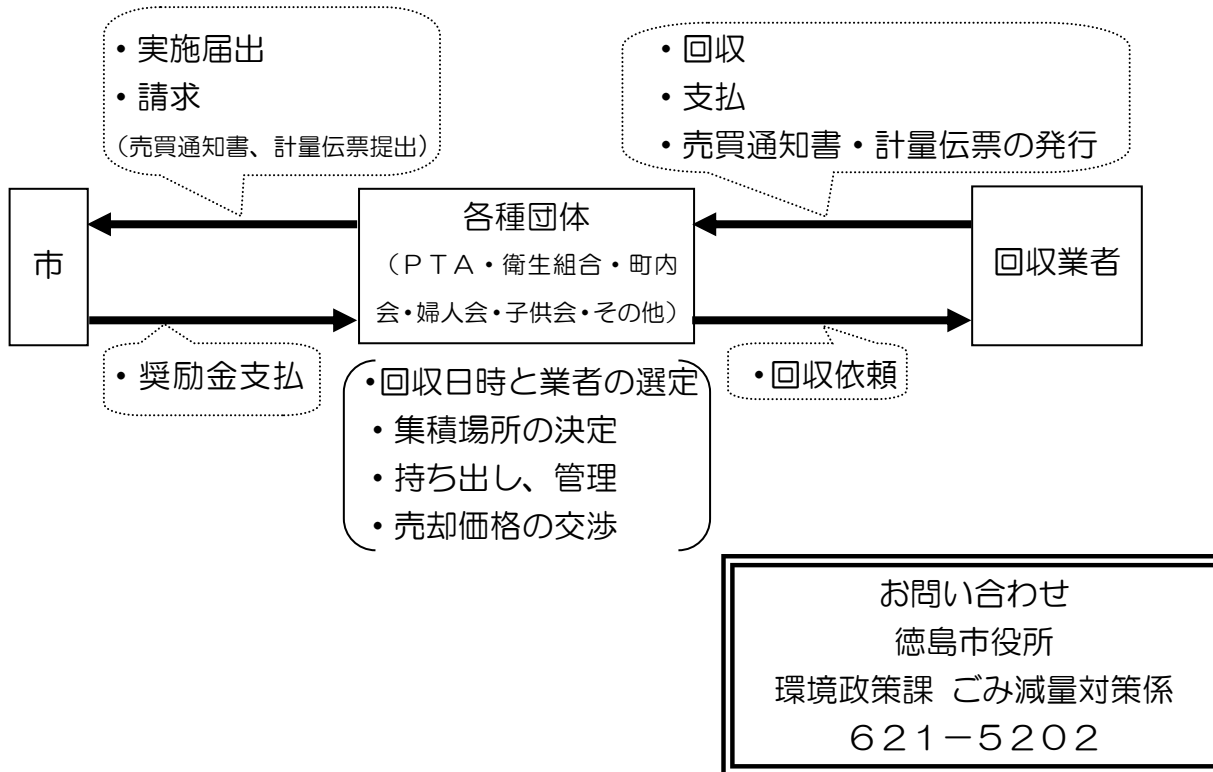 ・実施届出
・請求
（売買通知書、計量伝票提出）
・回収
・支払
・売買通知書・計量伝票の発行
市
各種団体
（ＰＴＡ・衛生組合・町内
会・婦人会・子供会・その他）
回収業者
・奨励金支払
・回収日時と業者の選定
・集積場所の決定
・持ち出し、管理
・売却価格の交渉
・回収依頼
お問い合わせ
徳島市役所
環境政策課 ごみ減量対策係
６２１－５２０２